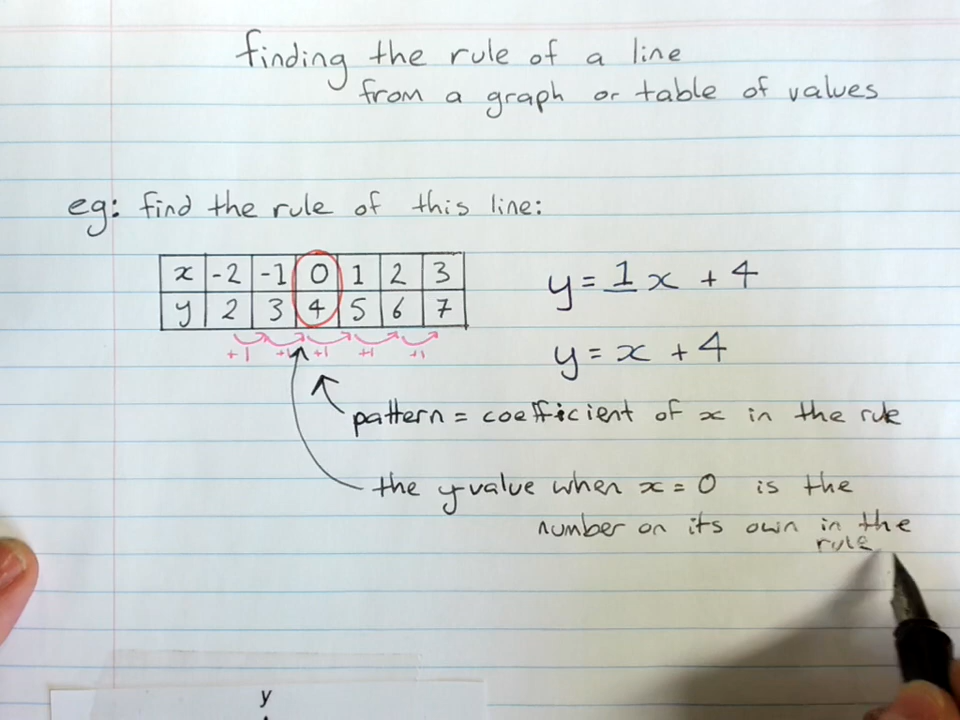 finding the rule of a line
from a graph or table of values
eg: find the rule of this line:
x -2 -1 0 1 2 3
y 2 3 4 5 6 7
+1 +1 +1 +1 +1
y = 1x + 4
y = x + 4
pattern = coefficient of x in the rule
the y-value when x = 0 is the
number on its own in the
rule
y